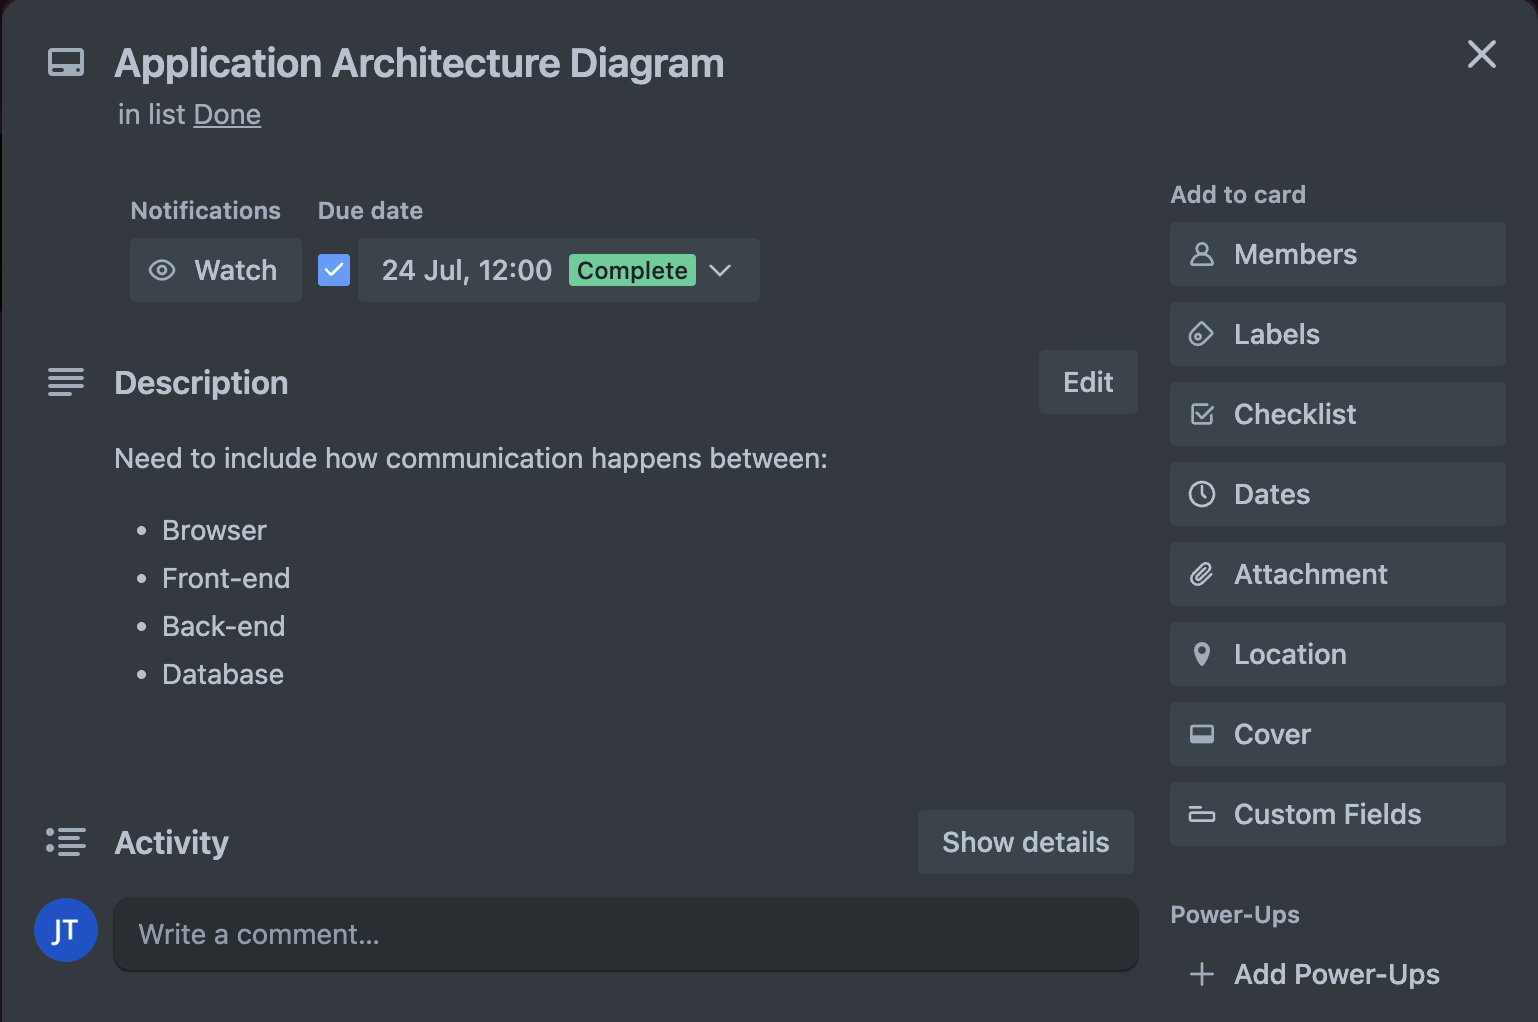 Application Architecture Diagram
in list Done
Notifications
Due date
Watch
24 Jul, 12:00 Complete
Description
Edit
Need to include how communication happens between:
• Browser
• Front-end
• Back-end
• Database
Activity
Show details
JT
Write a comment...
Add to card
Members
Labels
Checklist
Dates
Attachment
Location
Cover
Custom Fields
Power-Ups
+ Add Power-Ups